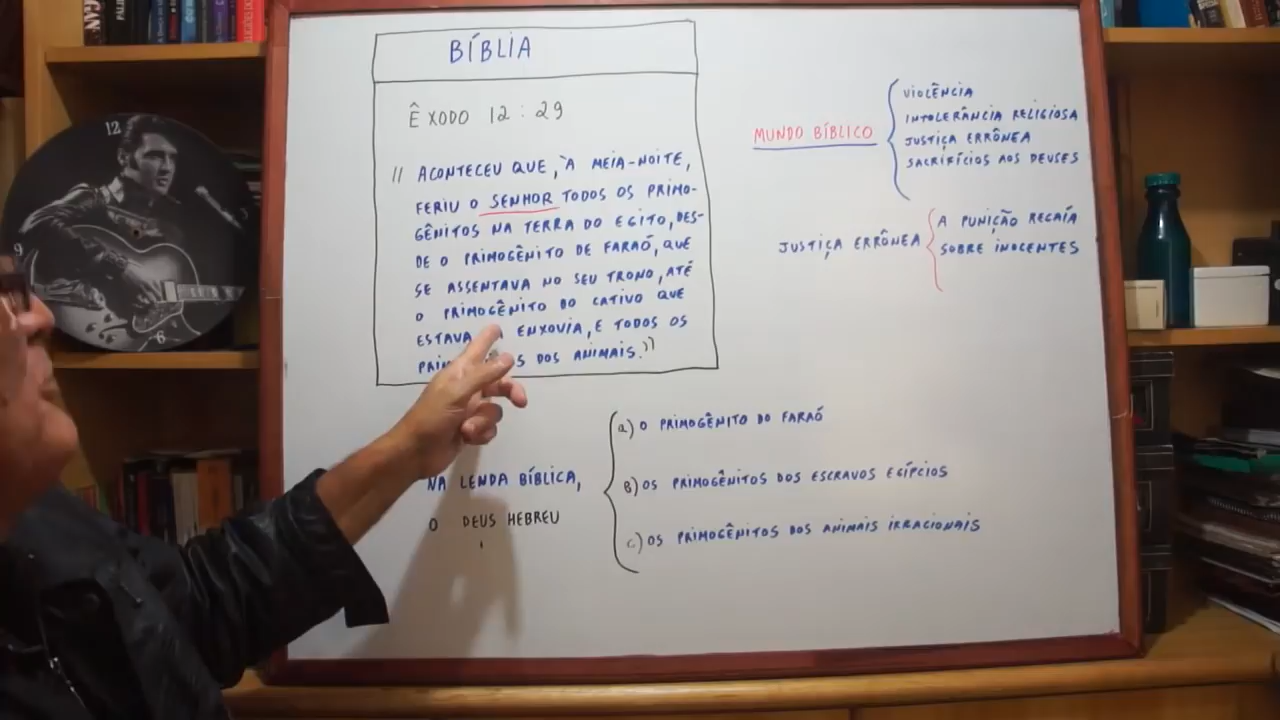 BÍBLIA
ÊXODO 12:29
" ACONTECEU QUE, À MEIA-NOITE,
FERIU O SENHOR TODOS OS PRIMO-
GÊNITOS NA TERRA DO EGITO, DES-
DE O PRIMOGÊNITO DE FARAÓ, QUE
SE ASSENTAVA NO SEU TRONO, ATÉ
O PRIMOGÊNITO DO CATIVO QUE
ESTAVA ENXOVIA, E TODOS OS
DOS ANIMAIS."
MUNDO BÍBLICO
VIOLÊNCIA
INTOLERÂNCIA RELIGIOSA
JUSTIÇA ERRÔNEA
SACRIFÍCIOS AOS DEUSES
JUSTIÇA ERRÔNEA
A PUNIÇÃO RECAÍA
SOBRE INOCENTES
NA LENDA BÍBLICA,
O DEUS HEBREU
a) O PRIMOGÊNITO DO FARAÓ
B) OS PRIMOGÊNITOS DOS ESCRAVOS EGÍPCIOS
C) OS PRIMOGÊNITOS DOS ANIMAIS IRRACIONAIS
12
9
6